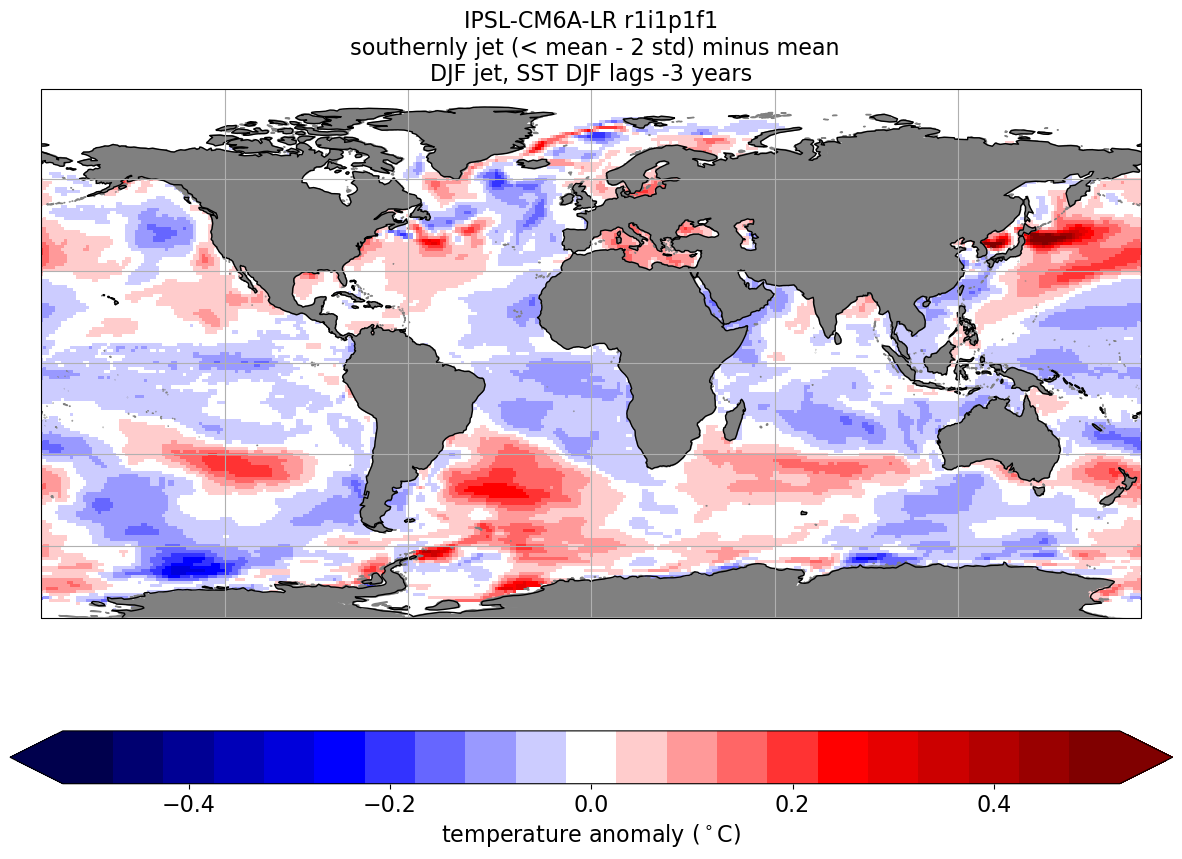 IPSL-CM6A-LR r1i1p1f1
southernly jet (< mean - 2 std) minus mean
DJF jet, SST DJF lags -3 years
−0.4 −0.2 0.0 0.2 0.4
temperature anomaly (°C)